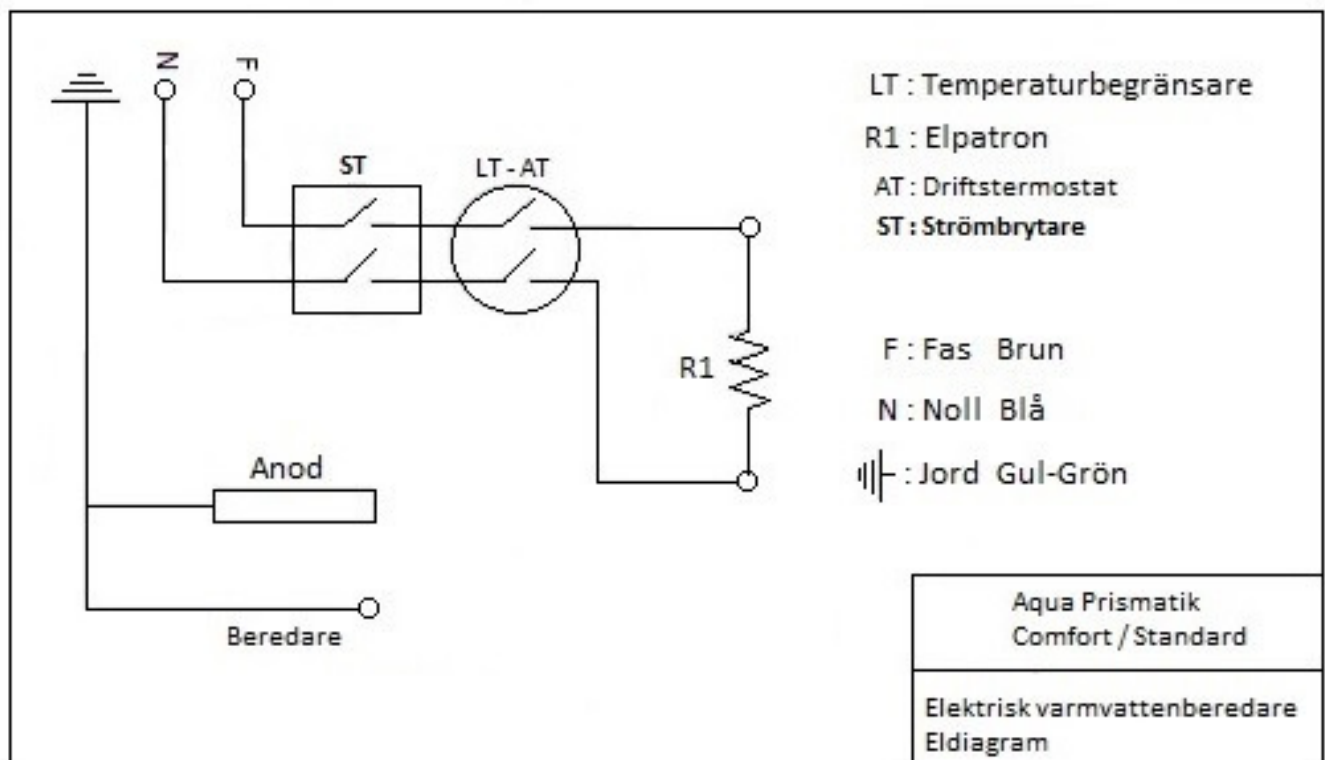 N
F
ST
LT - AT
R1
Anod
Beredare
LT : Temperaturbegränsare
R1 : Elpatron
AT : Driftstermostat
ST : Strömbrytare
F : Fas Brun
N : Noll Blå
: Jord Gul-Grön
Aqua Prismatik
Comfort / Standard
Elektrisk varmvattenberedare
Eldiagram